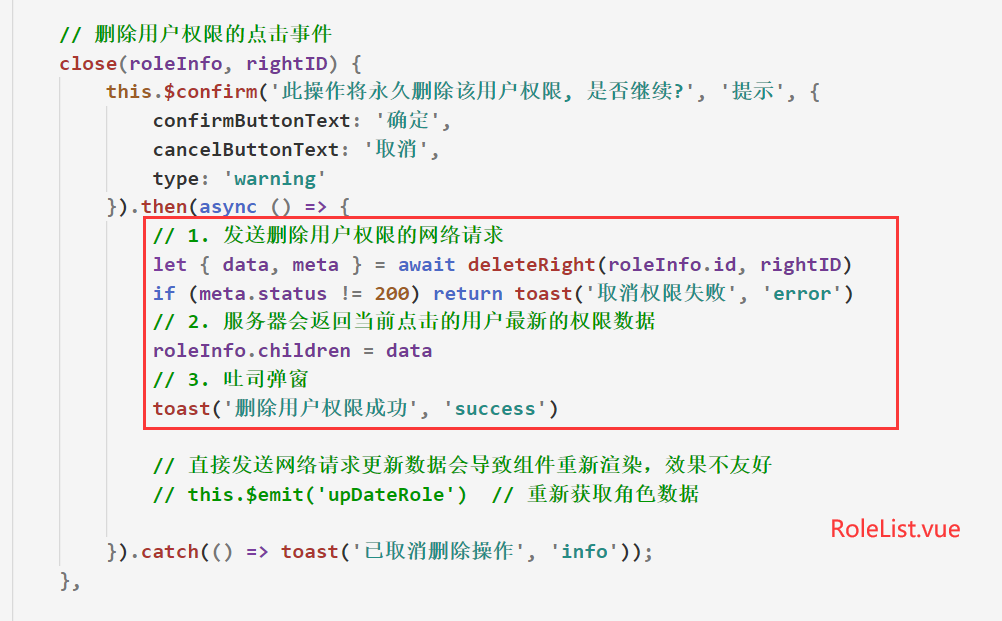 // 删除用户权限的点击事件
close(roleInfo, rightID) {
this.$confirm('此操作将永久删除该用户权限, 是否继续?', '提示', {
confirmButtonText: '确定',
cancelButtonText: '取消',
type: 'warning'
}).then(async () => {
// 1. 发送删除用户权限的网络请求
let { data, meta } = await deleteRight(roleInfo.id, rightID)
if (meta.status != 200) return toast('取消权限失败', 'error')
// 2. 服务器会返回当前点击的用户最新的权限数据
roleInfo.children = data
// 3. 吐司弹窗
toast('删除用户权限成功', 'success')
// 直接发送网络请求更新数据会导致组件重新渲染，效果不友好
// this.$emit('upDateRole')  // 重新获取角色数据
RoleList.vue
}).catch(() => toast('已取消删除操作', 'info'));
},